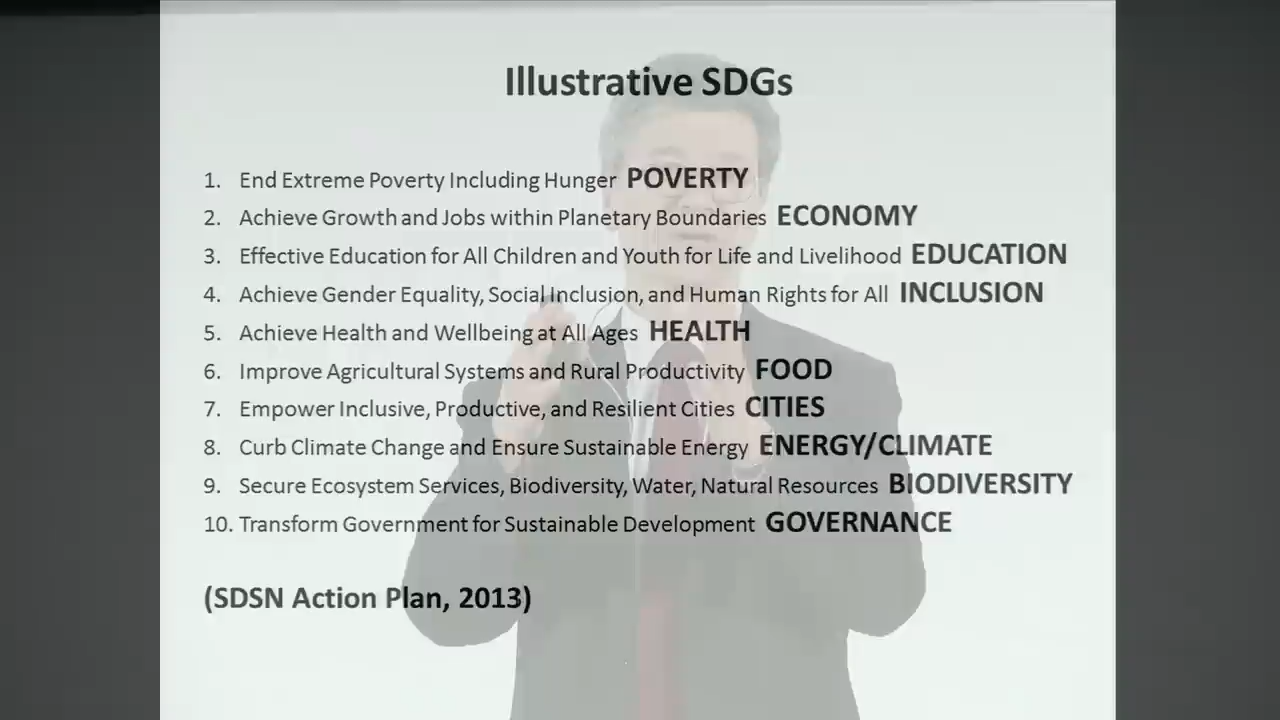 Illustrative SDGs
1. End Extreme Poverty Including Hunger POVERTY
2. Achieve Growth and Jobs within Planetary Boundaries ECONOMY
3. Effective Education for All Children and Youth for Life and Livelihood EDUCATION
4. Achieve Gender Equality, Social Inclusion, and Human Rights for All INCLUSION
5. Achieve Health and Wellbeing at All Ages HEALTH
6. Improve Agricultural Systems and Rural Productivity FOOD
7. Empower Inclusive, Productive, and Resilient Cities CITIES
8. Curb Climate Change and Ensure Sustainable Energy ENERGY/CLIMATE
9. Secure Ecosystem Services, Biodiversity, Water, Natural Resources BIODIVERSITY
10. Transform Government for Sustainable Development GOVERNANCE
(SDSN Action Plan, 2013)